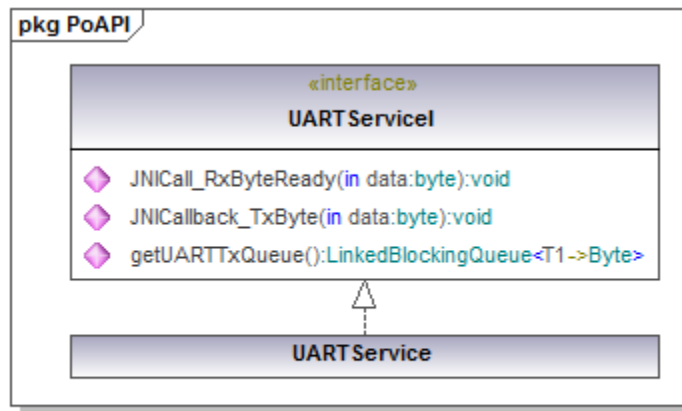 pkg PoAPI
«interface»
UARTServiceI
JNICall_RxByteReady(in data:byte):void
JNICallback_TxByte(in data:byte):void
getUARTTxQueue():LinkedBlockingQueue<T1->Byte>
UARTService